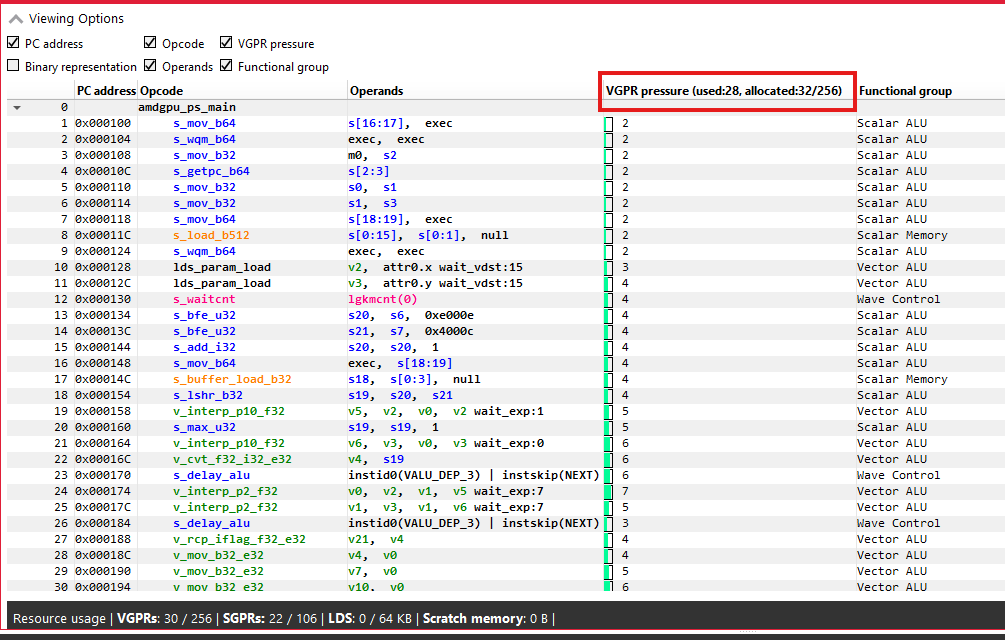 Viewing Options
PC address Opcode VGPR pressure
Binary representation Operands Functional group
PC address Opcode Operands VGPR pressure (used:28, allocated:32/256) Functional group
0 amdgpu_ps_main
1 0x000100 s_mov_b64 s[16:17], exec 2 Scalar ALU
2 0x000104 s_wqm_b64 exec, exec 2 Scalar ALU
3 0x000108 s_mov_b32 m0, s2 2 Scalar ALU
4 0x00010C s_getpc_b64 s[2:3] 2 Scalar ALU
5 0x000110 s_mov_b32 s0, s1 2 Scalar ALU
6 0x000114 s_mov_b32 s1, s3 2 Scalar ALU
7 0x000118 s_mov_b64 s[18:19], exec 2 Scalar ALU
8 0x00011C s_load_b512 s[0:15], s[0:1], null 2 Scalar Memory
9 0x000124 s_wqm_b64 exec, exec 2 Scalar ALU
10 0x000128 lds_param_load v2, attr0.x wait_vdst:15 3 Vector ALU
11 0x00012C lds_param_load v3, attr0.y wait_vdst:15 4 Vector ALU
12 0x000130 s_waitcnt lgkmcnt(0) 4 Wave Control
13 0x000134 s_bfe_u32 s20, s6, 0xe000e 4 Scalar ALU
14 0x00013C s_bfe_u32 s21, s7, 0x4000c 4 Scalar ALU
15 0x000144 s_add_i32 s20, s20, 1 4 Scalar ALU
16 0x000148 s_mov_b64 exec, s[18:19] 4 Scalar ALU
17 0x00014C s_buffer_load_b32 s18, s[0:3], null 4 Scalar Memory
18 0x000154 s_lshr_b32 s19, s20, s21 4 Scalar ALU
19 0x000158 v_interp_p10_f32 v5, v2, v0, v2 wait_exp:1 5 Vector ALU
20 0x000160 s_max_u32 s19, s19, 1 5 Scalar ALU
21 0x000164 v_interp_p10_f32 v6, v3, v0, v3 wait_exp:0 6 Vector ALU
22 0x00016C v_cvt_f32_i32_e32 v4, s19 6 Vector ALU
23 0x000170 s_delay_alu instid0(VALU_DEP_3) | instskip(NEXT) 6 Wave Control
24 0x000174 v_interp_p2_f32 v0, v2, v1, v5 wait_exp:7 7 Vector ALU
25 0x00017C v_interp_p2_f32 v1, v3, v1, v6 wait_exp:7 5 Vector ALU
26 0x000184 s_delay_alu instid0(VALU_DEP_3) | instskip(NEXT) 3 Wave Control
27 0x000188 v_rcp_iflag_f32_e32 v21, v4 4 Vector ALU
28 0x00018C v_mov_b32_e32 v4, v0 4 Vector ALU
29 0x000190 v_mov_b32_e32 v7, v0 5 Vector ALU
30 0x000194 v_mov_b32_e32 v10, v0 6 Vector ALU
Resource usage | VGPRs: 30 / 256 | SGPRs: 22 / 106 | LDS: 0 / 64 KB | Scratch memory: 0 B |